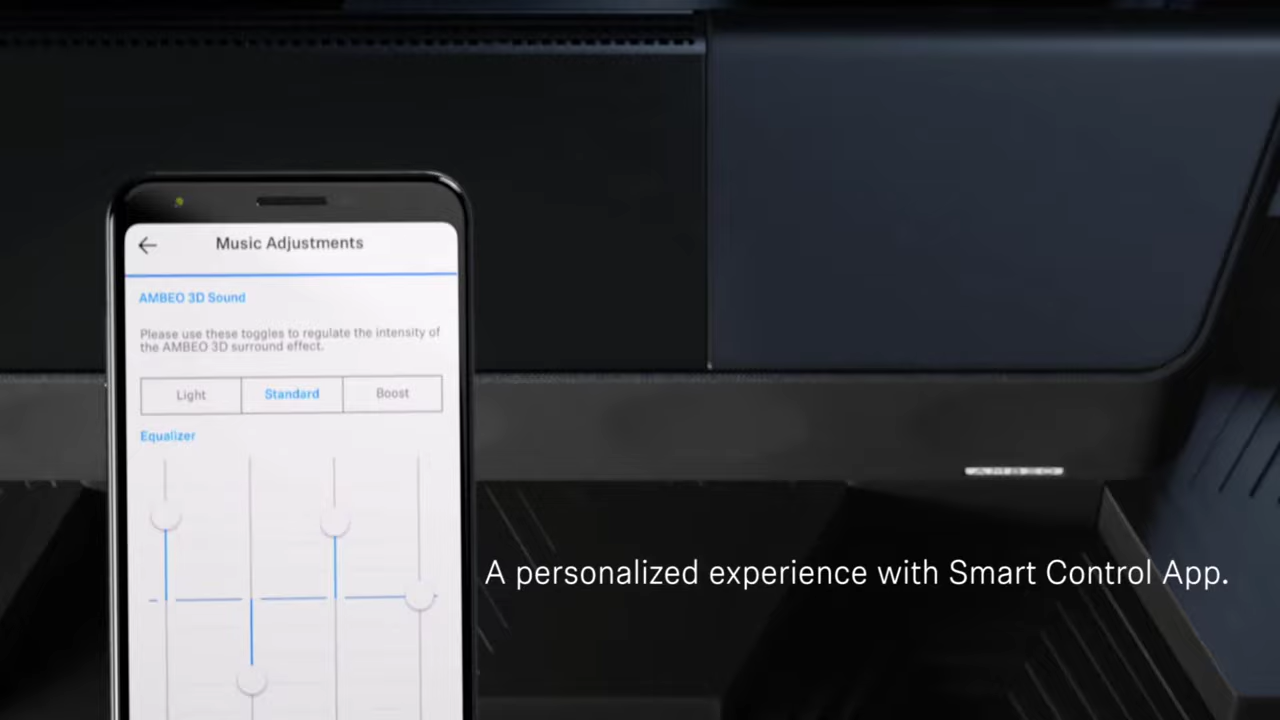 Music Adjustments
AMBEO 3D Sound
Please use these toggles to regulate the intensity of
the AMBEO 3D surround effect.
Light Standard Boost
Equalizer
AMBEO
A personalized experience with Smart Control App.